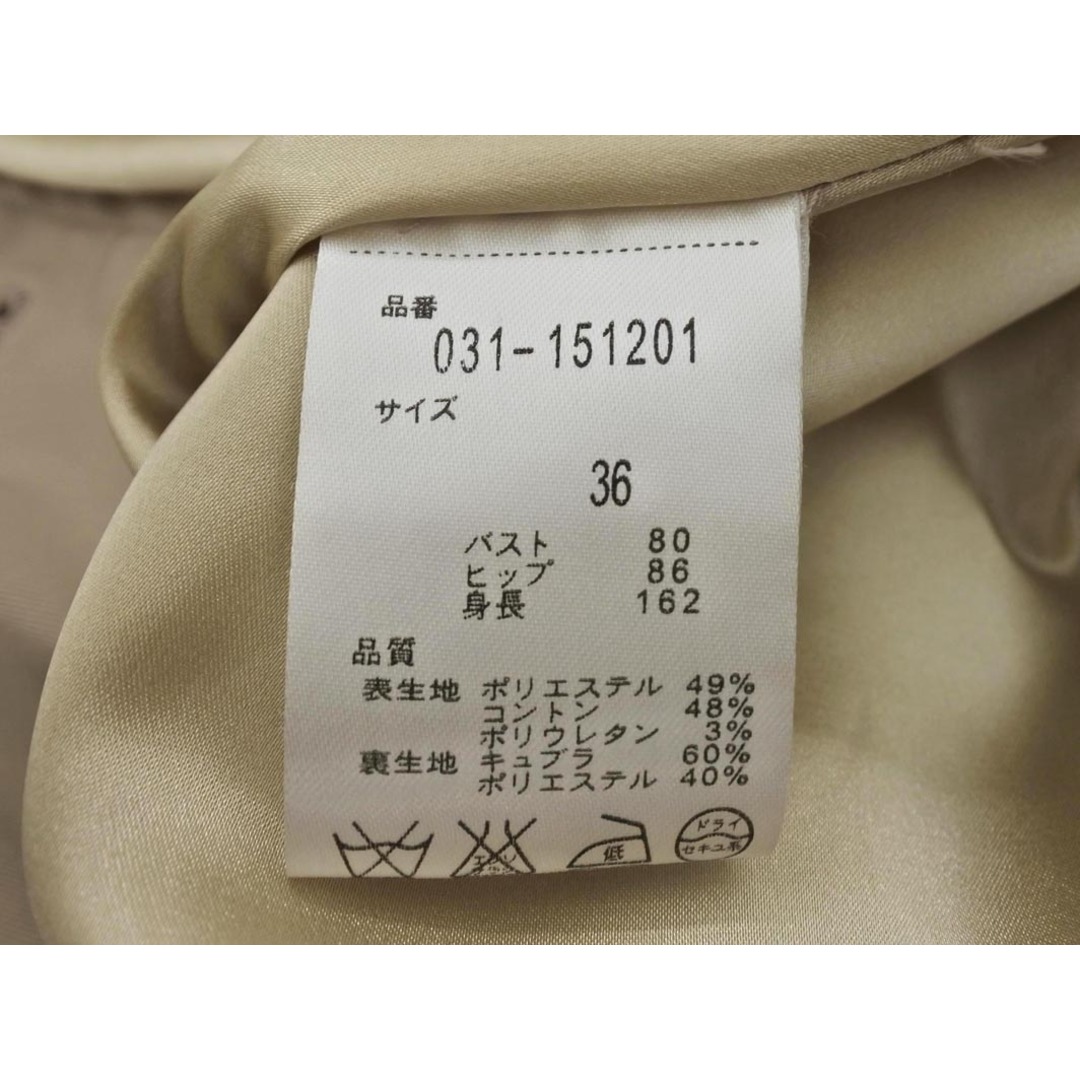 品番
031-151201
サイズ
36
バスト 80
ヒップ 86
身長 162
品質
表生地 ポリエステル 49%
コントン 48%
ポリウレタン 3%
裏生地 キュプラ 60%
ポリエステル 40%
低
ドライ
セキユ系